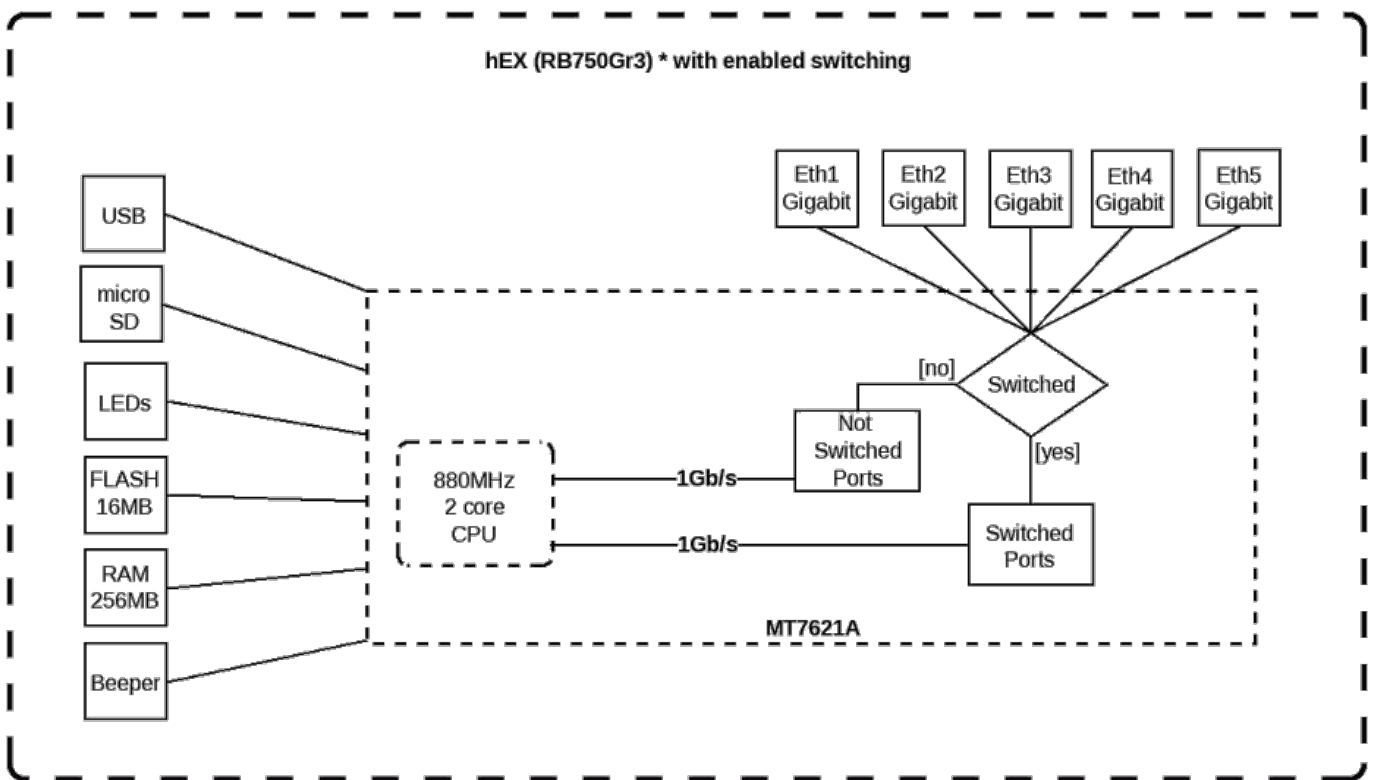 hEX (RB750Gr3) * with enabled switching
Eth1
Gigabit
Eth2
Gigabit
Eth3
Gigabit
Eth4
Gigabit
Eth5
Gigabit
USB
micro
SD
LEDs
FLASH
16MB
RAM
256MB
Beeper
[no]
Switched
[yes]
Not
Switched
Ports
880MHz
2 core
CPU
1Gb/s
1Gb/s
Switched
Ports
MT7621A